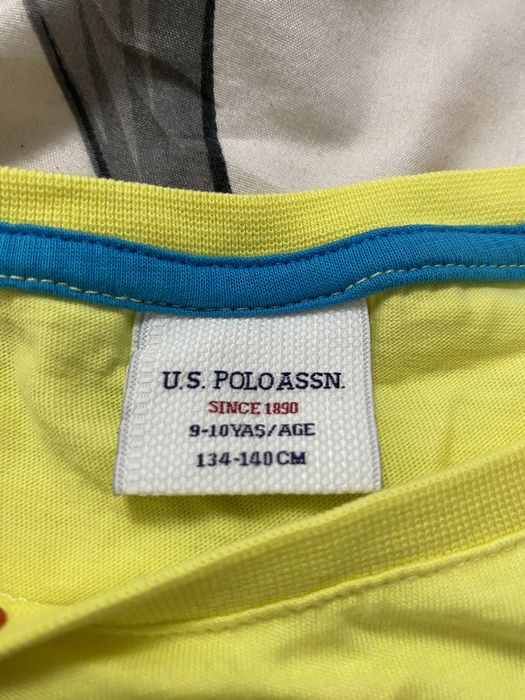 U.S. POLO ASSN.
SINCE 1890
9-10 YAŞ/AGE
134-140 CM